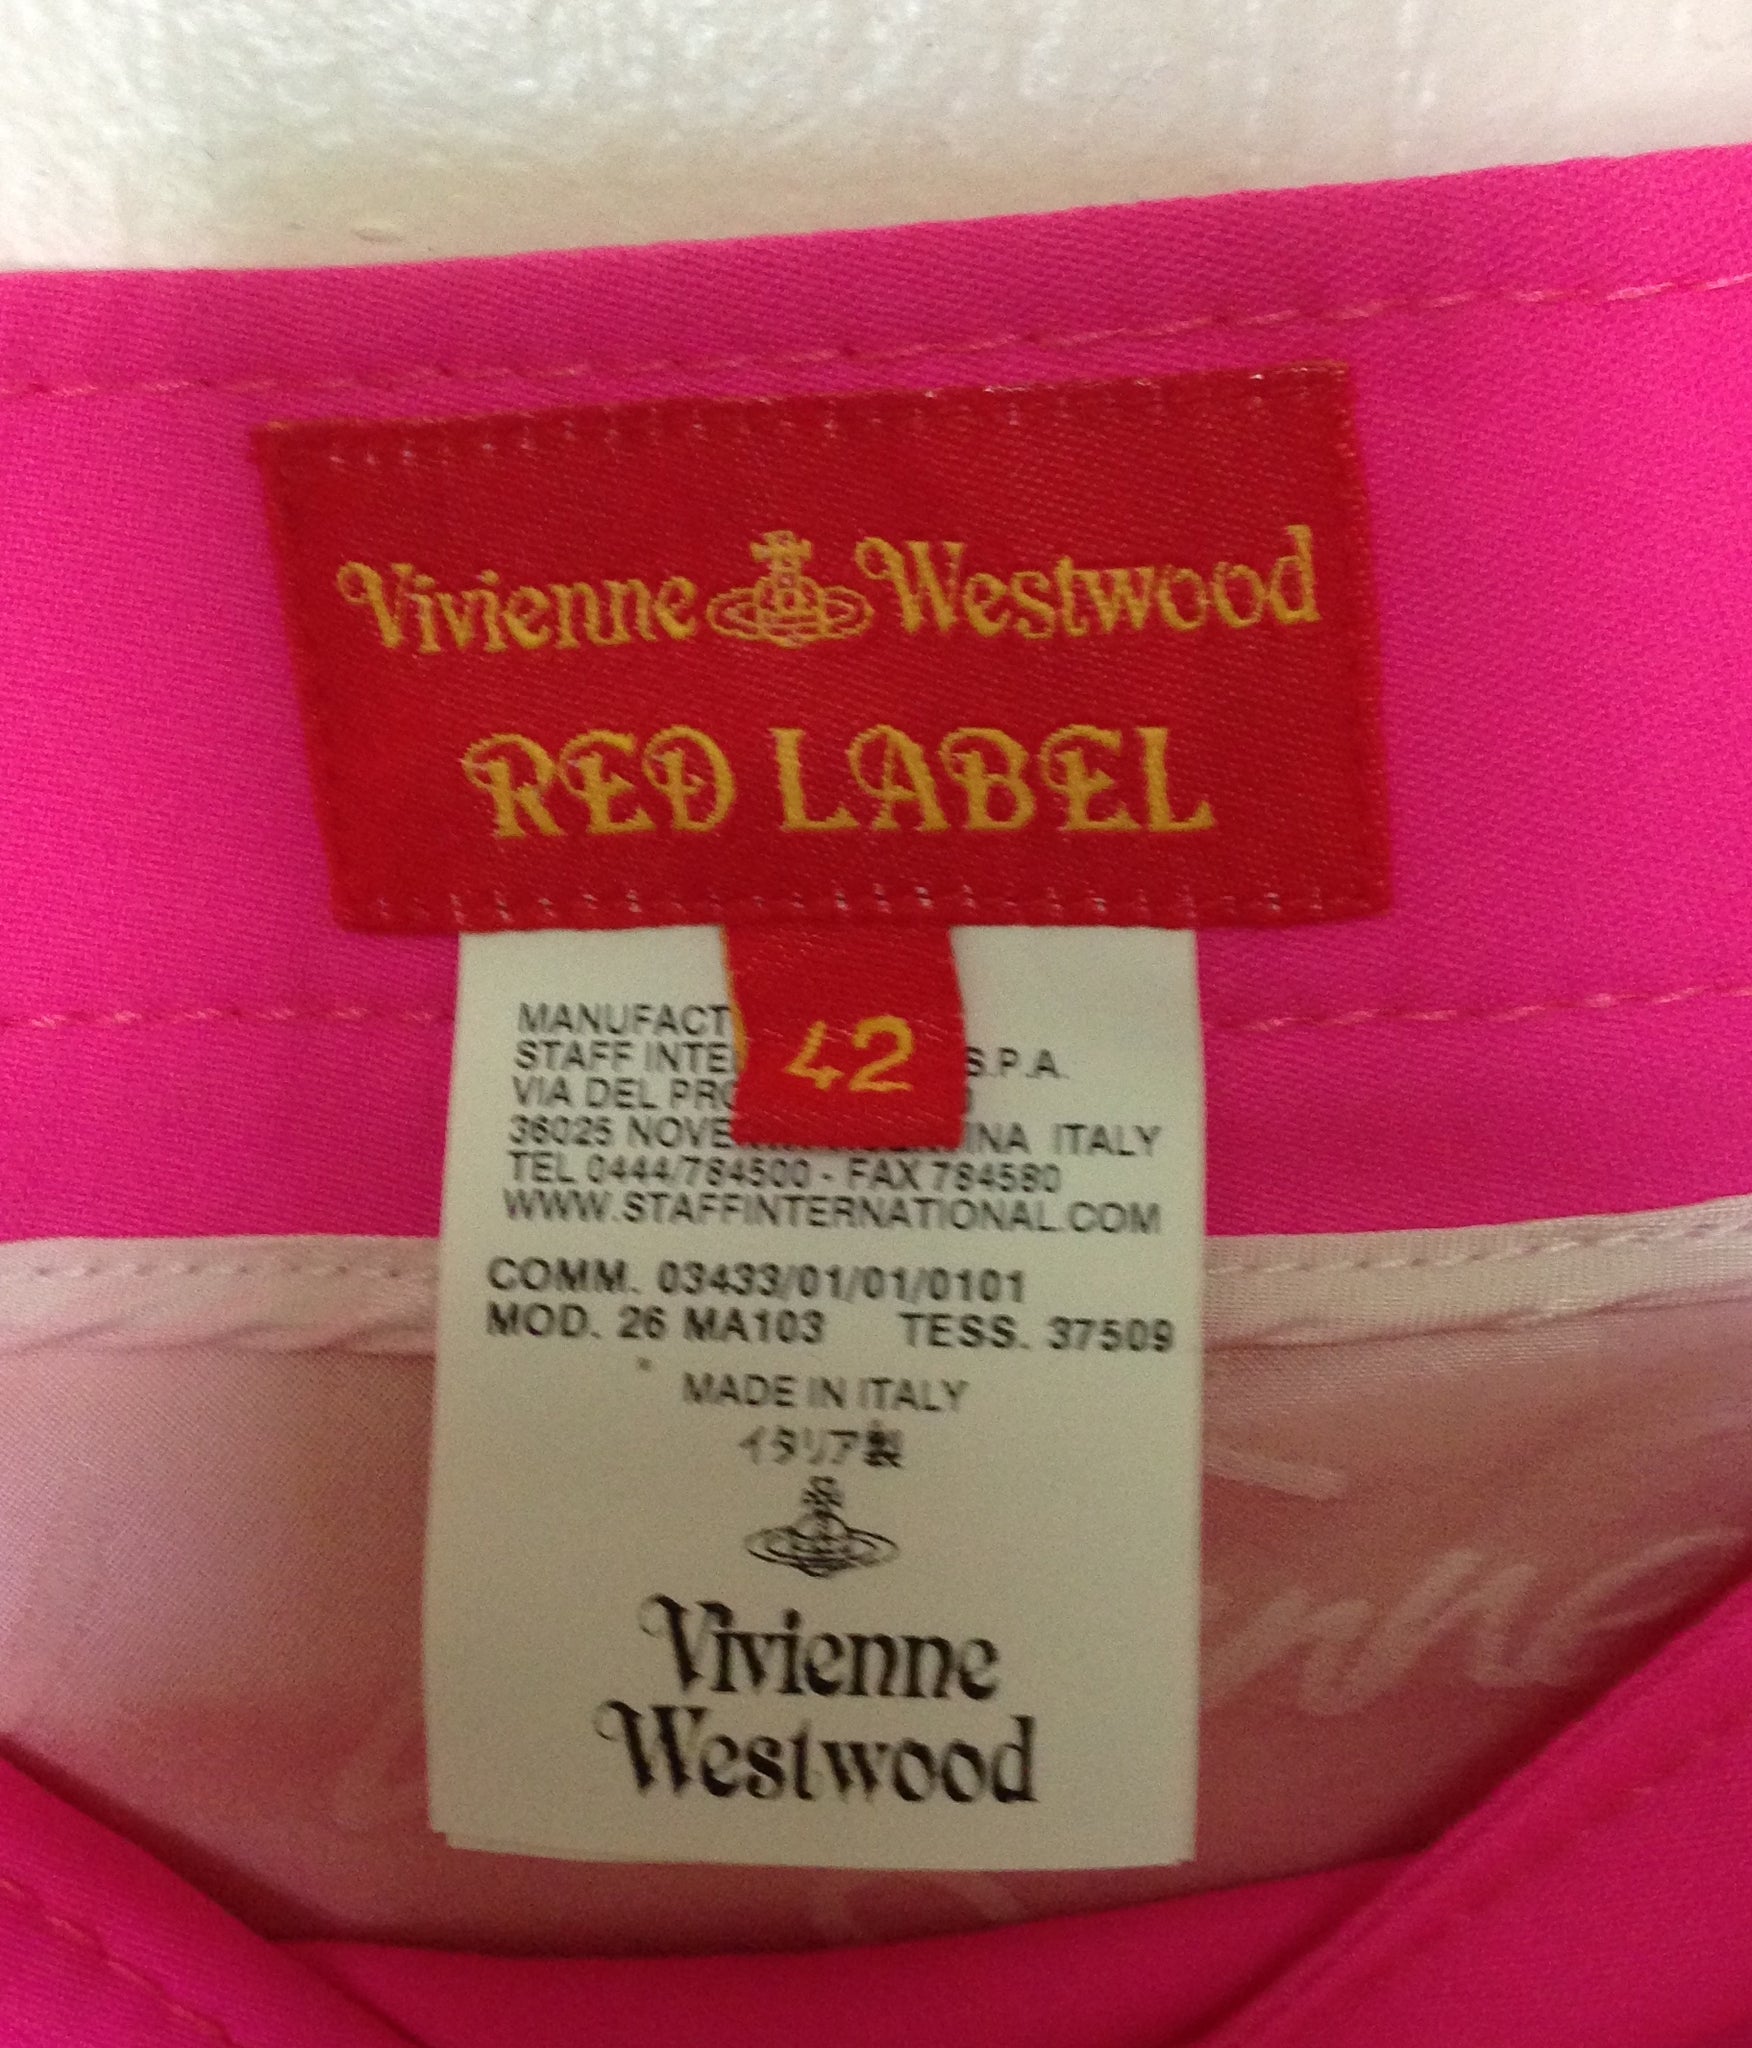 Vivienne Westwood
RED LABEL
42
MANUFACT
STAFF INTE S.P.A.
VIA DEL PRO
36025 NOVE ITALY
TEL 0444/784500 - FAX 784580
WWW.STAFFINTERNATIONAL.COM
COMM. 03433/01/01/0101
MOD. 26 MA103 TESS. 37509
MADE IN ITALY
イタリア製
Vivienne
Westwood